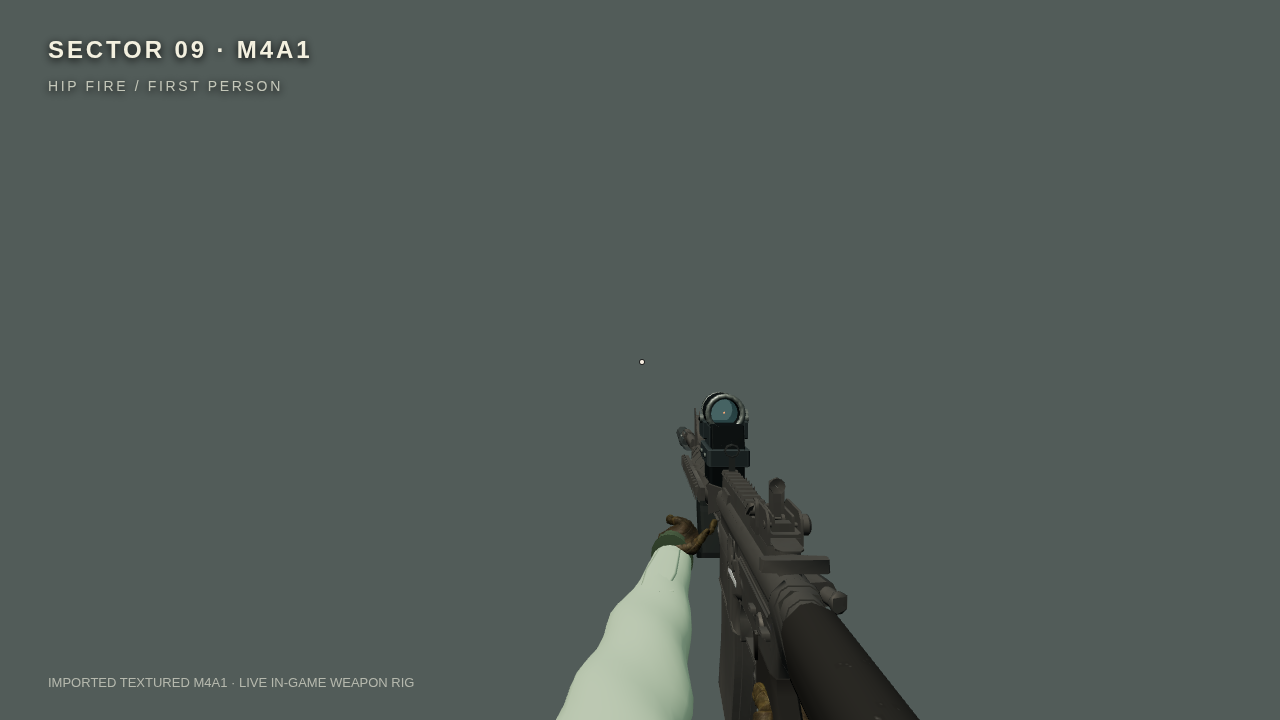 SECTOR 09 · M4A1
HIP FIRE / FIRST PERSON
IMPORTED TEXTURED M4A1 · LIVE IN-GAME WEAPON RIG